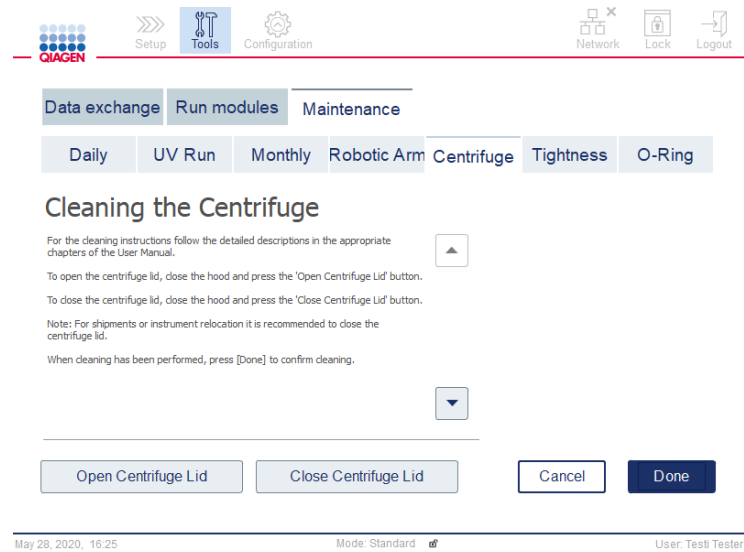 QIAGEN
Setup
Tools
Configuration
Network
Lock
Logout
Data exchange
Run modules
Maintenance
Daily
UV Run
Monthly
Robotic Arm
Centrifuge
Tightness
O-Ring
Cleaning the Centrifuge
For the cleaning instructions follow the detailed descriptions in the appropriate
chapters of the User Manual.
To open the centrifuge lid, close the hood and press the 'Open Centrifuge Lid' button.
To close the centrifuge lid, close the hood and press the 'Close Centrifuge Lid' button.
Note: For shipments or instrument relocation it is recommended to close the
centrifuge lid.
When cleaning has been performed, press [Done] to confirm cleaning.
Open Centrifuge Lid
Close Centrifuge Lid
Cancel
Done
May 28, 2020, 16:25
Mode: Standard
User: Testi Tester